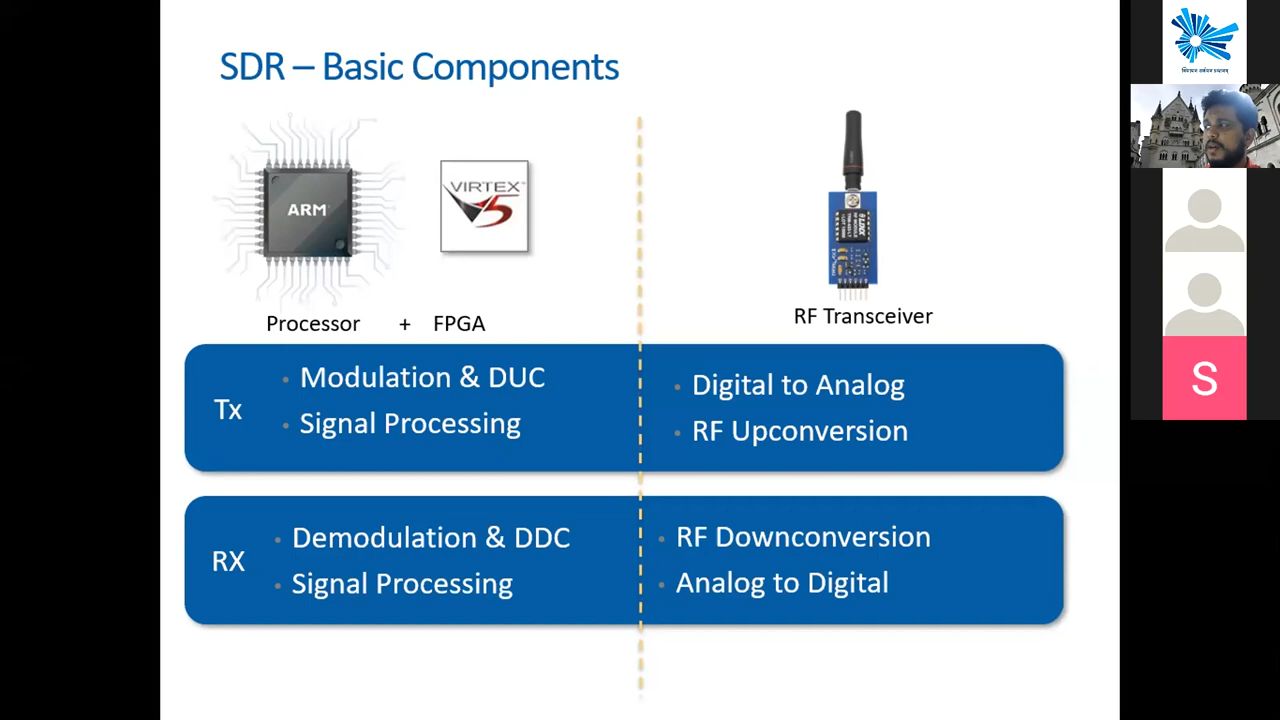 SDR – Basic Components
ARM
VIRTEX
5
Processor + FPGA
RF Transceiver
Tx
• Modulation & DUC
• Signal Processing
• Digital to Analog
• RF Upconversion
RX
• Demodulation & DDC
• Signal Processing
• RF Downconversion
• Analog to Digital
S